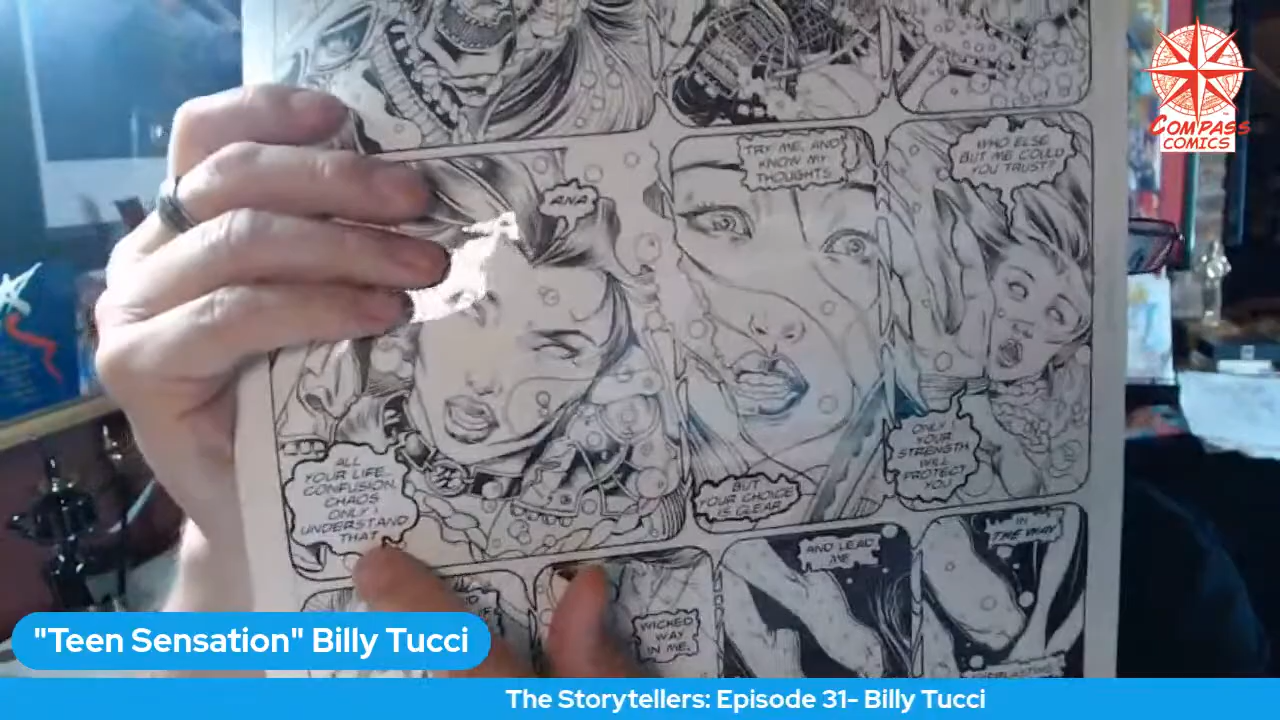 COMPASS
COMICS
ANA
TRY ME, AND
KNOW MY
THOUGHTS
WHO ELSE
BUT ME COULD
YOU TRUST?
ALL
YOUR LIFE...
CONFUSION,
CHAOS
ONLY I
UNDERSTAND
THAT
BUT
YOUR CHOICE
IS CLEAR
ONLY
YOUR
STRENGTH
WILL
PROTECT
YOU
WICKED
WAY
IN ME,
AND LEAD
ME
IN
THE WAY
"Teen Sensation" Billy Tucci
The Storytellers: Episode 31- Billy Tucci